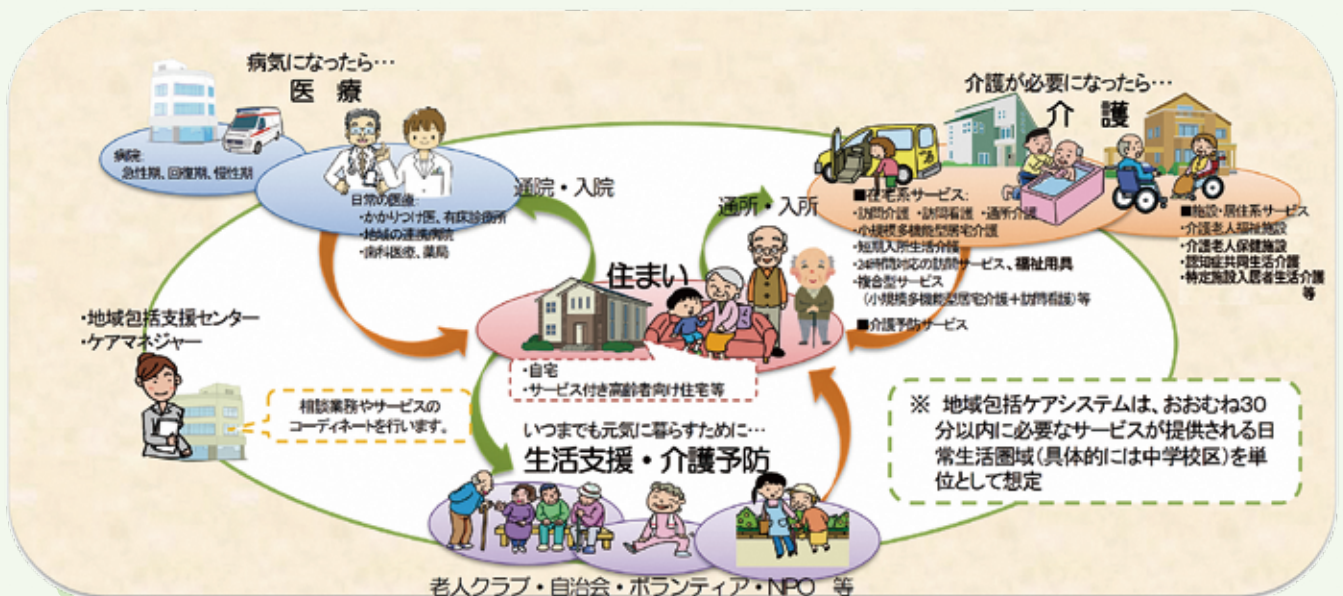 病気になったら…
医 療
病院:
急性期、回復期、慢性期
日常の医療:
・かかりつけ医、有床診療所
・地域の連携病院
・歯科医療、薬局
通院・入院
通所・入所
介護が必要になったら…
介 護
■在宅系サービス:
・訪問介護 ・訪問看護 ・通所介護
・小規模多機能型居宅介護
・短期入所生活介護
・24時間対応の訪問サービス、福祉用具
・複合型サービス
(小規模多機能型居宅介護+訪問看護)等
■介護予防サービス
■施設・居住系サービス
・介護老人福祉施設
・介護老人保健施設
・認知症共同生活介護
・特定施設入居者生活介護
等
住まい
・自宅
・サービス付き高齢者向け住宅等
・地域包括支援センター
・ケアマネジャー
相談業務やサービスの
コーディネートを行います。
いつまでも元気に暮らすために…
生活支援・介護予防
老人クラブ・自治会・ボランティア・NPO 等
※ 地域包括ケアシステムは、おおむね30
分以内に必要なサービスが提供される日
常生活圏域(具体的には中学校区)を単
位として想定